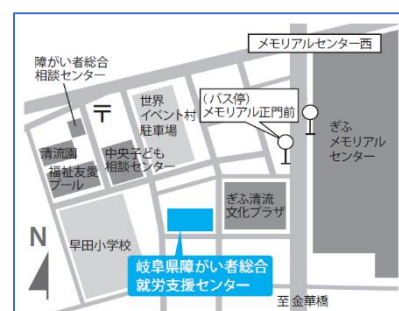 メモリアルセンター西
障がい者総合
相談センター
〒
世界
イベント村
駐車場
(バス停)
メモリアル正門前
ぎふ
メモリアル
センター
清流園
福祉友愛
プール
中央子ども
相談センター
ぎふ清流
文化プラザ
N
早田小学校
岐阜県障がい者総合
就労支援センター
至 金華橋